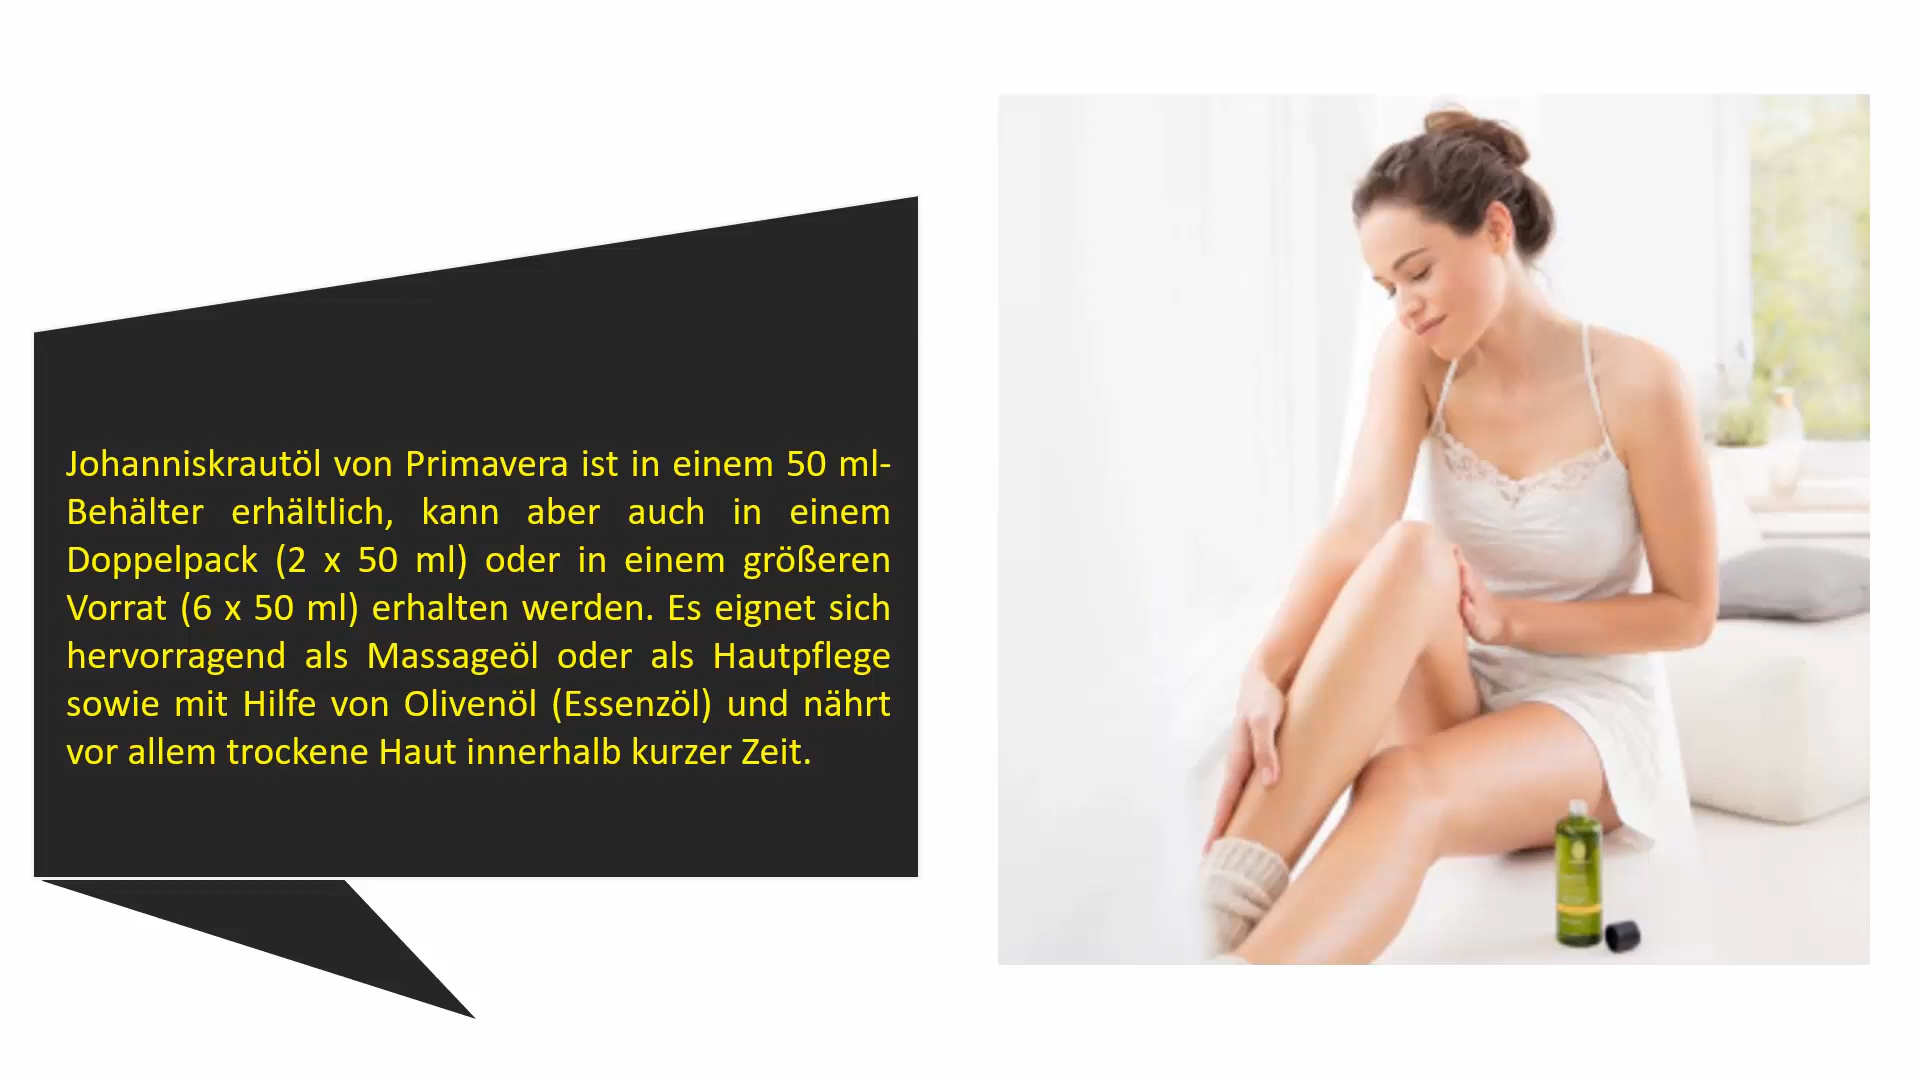 Johanniskrautöl von Primavera ist in einem 50 ml-
Behälter erhältlich, kann aber auch in einem
Doppelpack (2 x 50 ml) oder in einem größeren
Vorrat (6 x 50 ml) erhalten werden. Es eignet sich
hervorragend als Massageöl oder als Hautpflege
sowie mit Hilfe von Olivenöl (Essenzöl) und nährt
vor allem trockene Haut innerhalb kurzer Zeit.